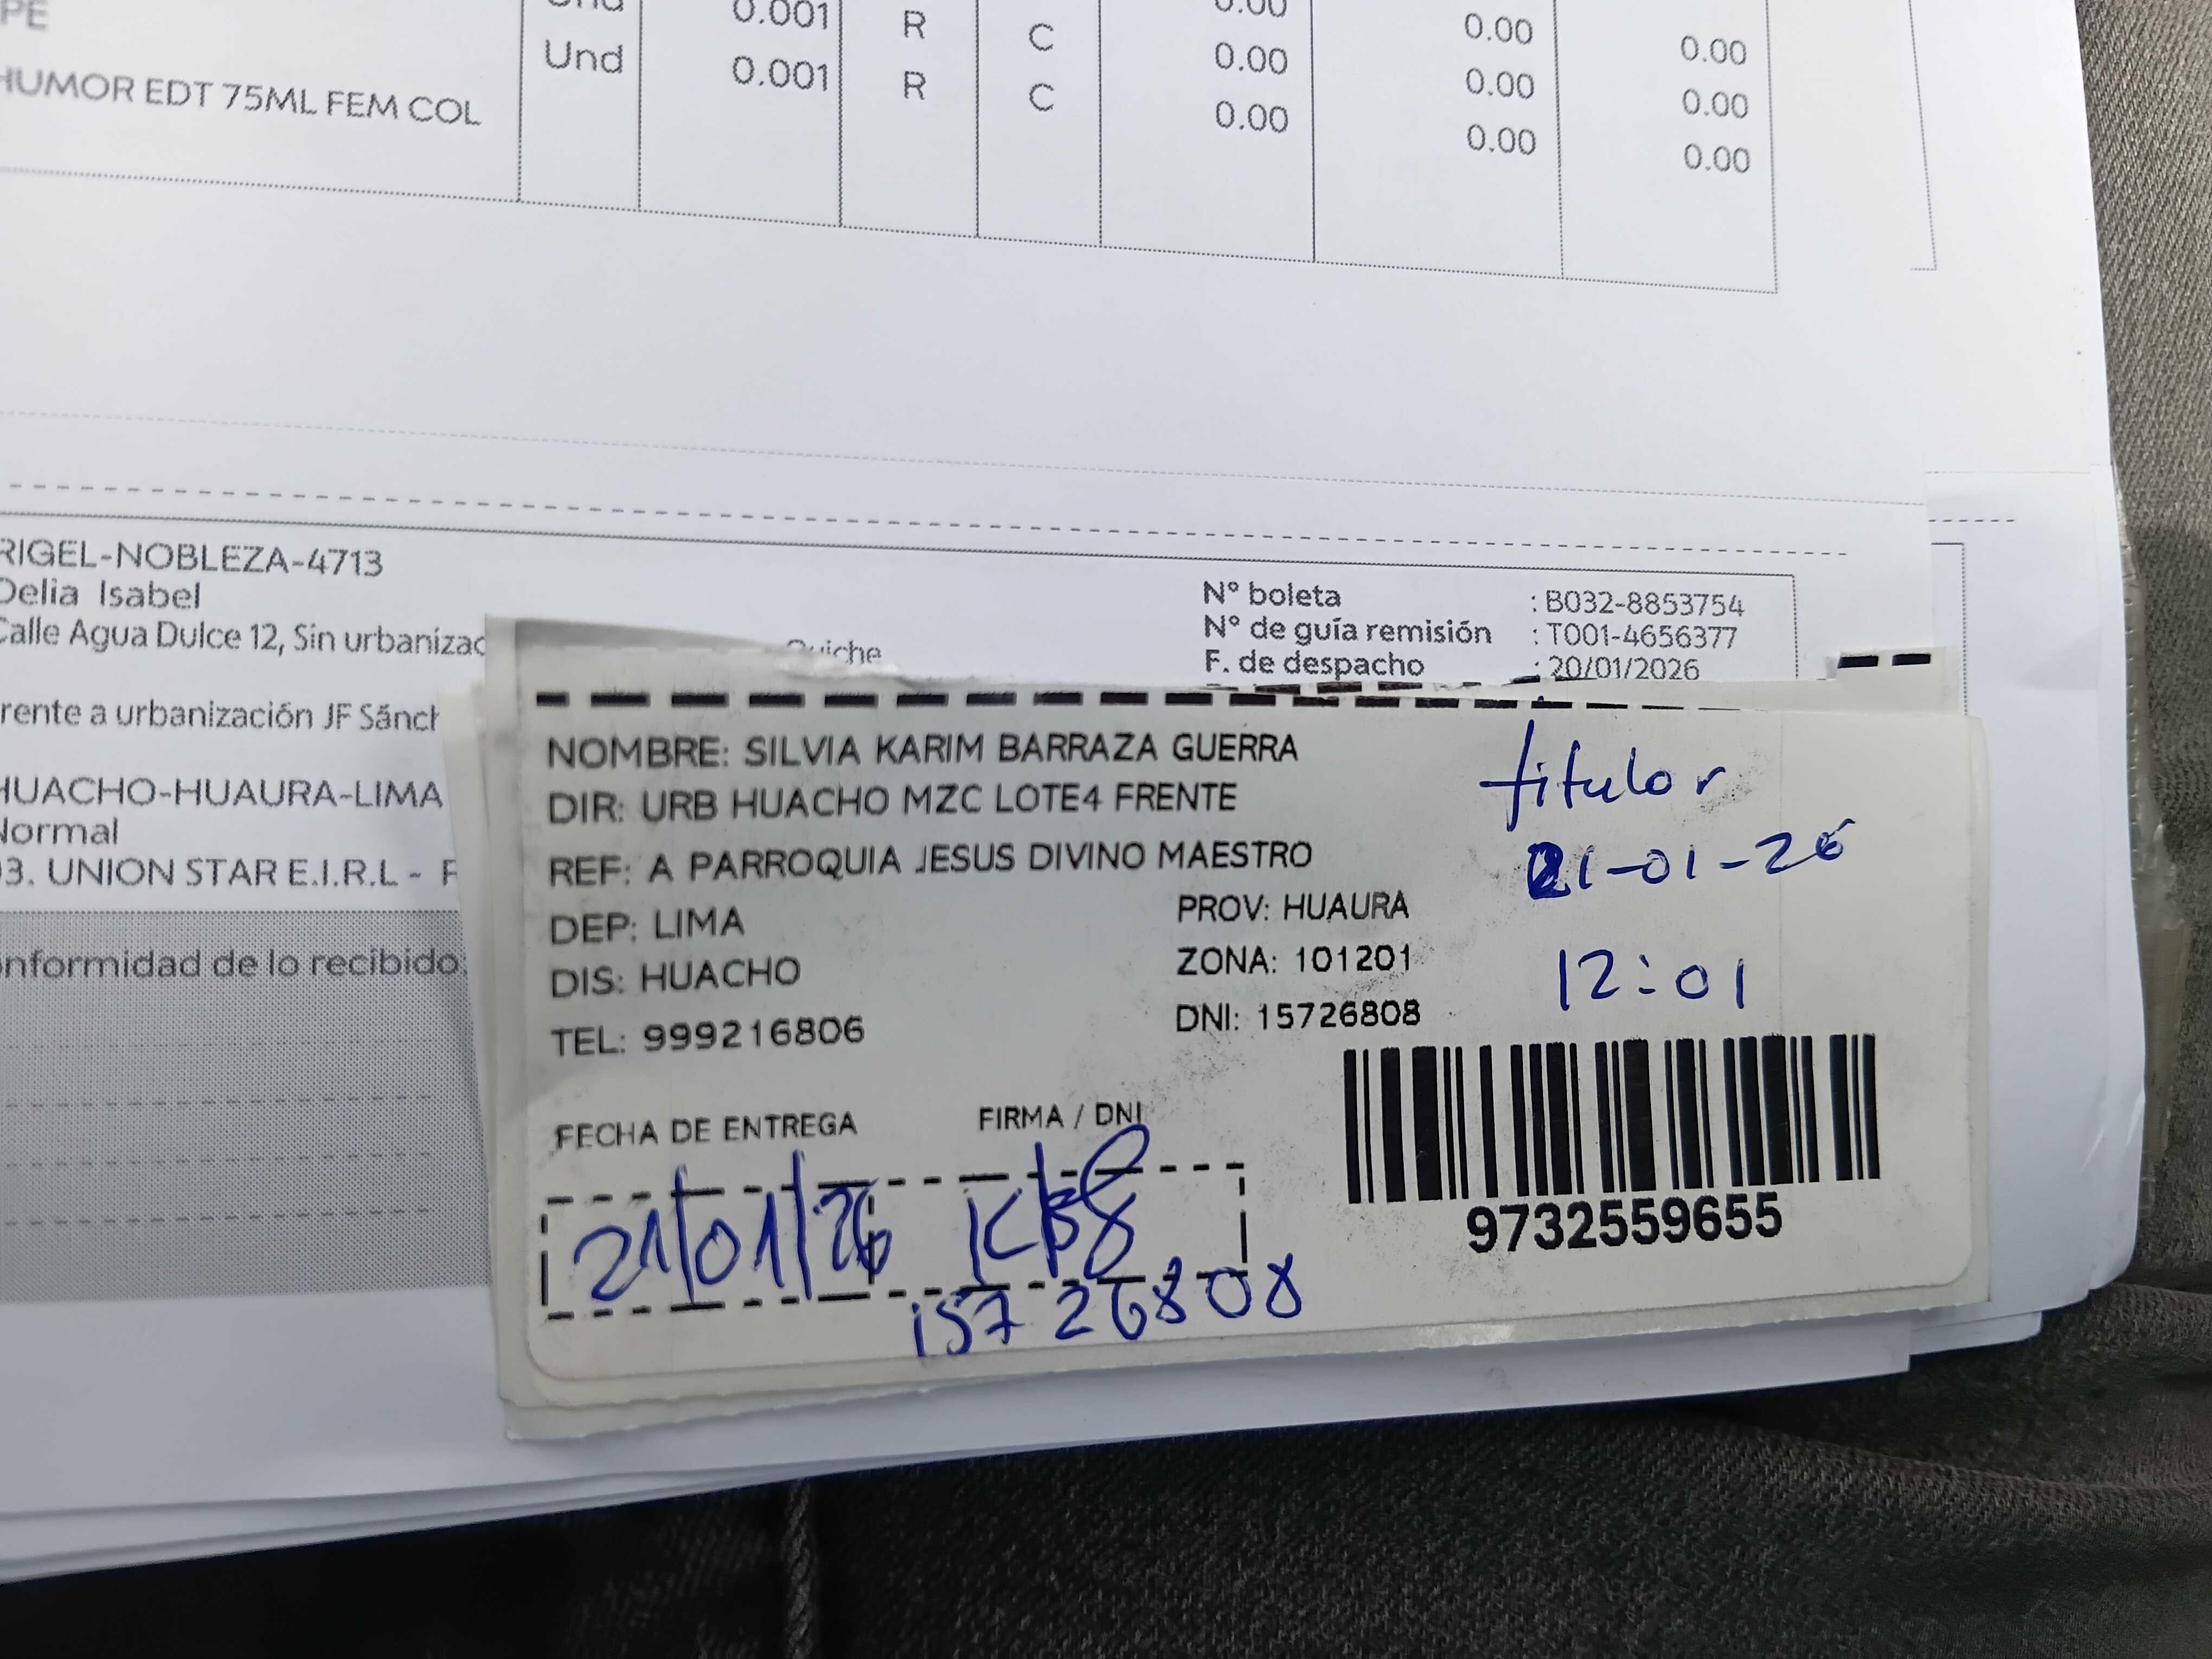 PE
Und 0.001 R C 0.00 0.00 0.00
HUMOR EDT 75ML FEM COL Und 0.001 R C 0.00 0.00 0.00
0.00 0.00 0.00
RIGEL-NOBLEZA-4713
Delia Isabel
Calle Agua Dulce 12, Sin urbanizac Quiche
rente a urbanización JF Sánch
HUACHO-HUAURA-LIMA
Normal
3. UNION STAR E.I.R.L -
onformidad de lo recibido
N° boleta : B032-8853754
N° de guía remisión : T001-4656377
F. de despacho : 20/01/2026
NOMBRE: SILVIA KARIM BARRAZA GUERRA
DIR: URB HUACHO MZC LOTE4 FRENTE
REF: A PARROQUIA JESUS DIVINO MAESTRO
DEP: LIMA PROV: HUAURA
DIS: HUACHO ZONA: 101201
TEL: 999216806 DNI: 15726808
titular
21-01-26
12:01
FECHA DE ENTREGA FIRMA / DNI
21/01/26
15726808
9732559655